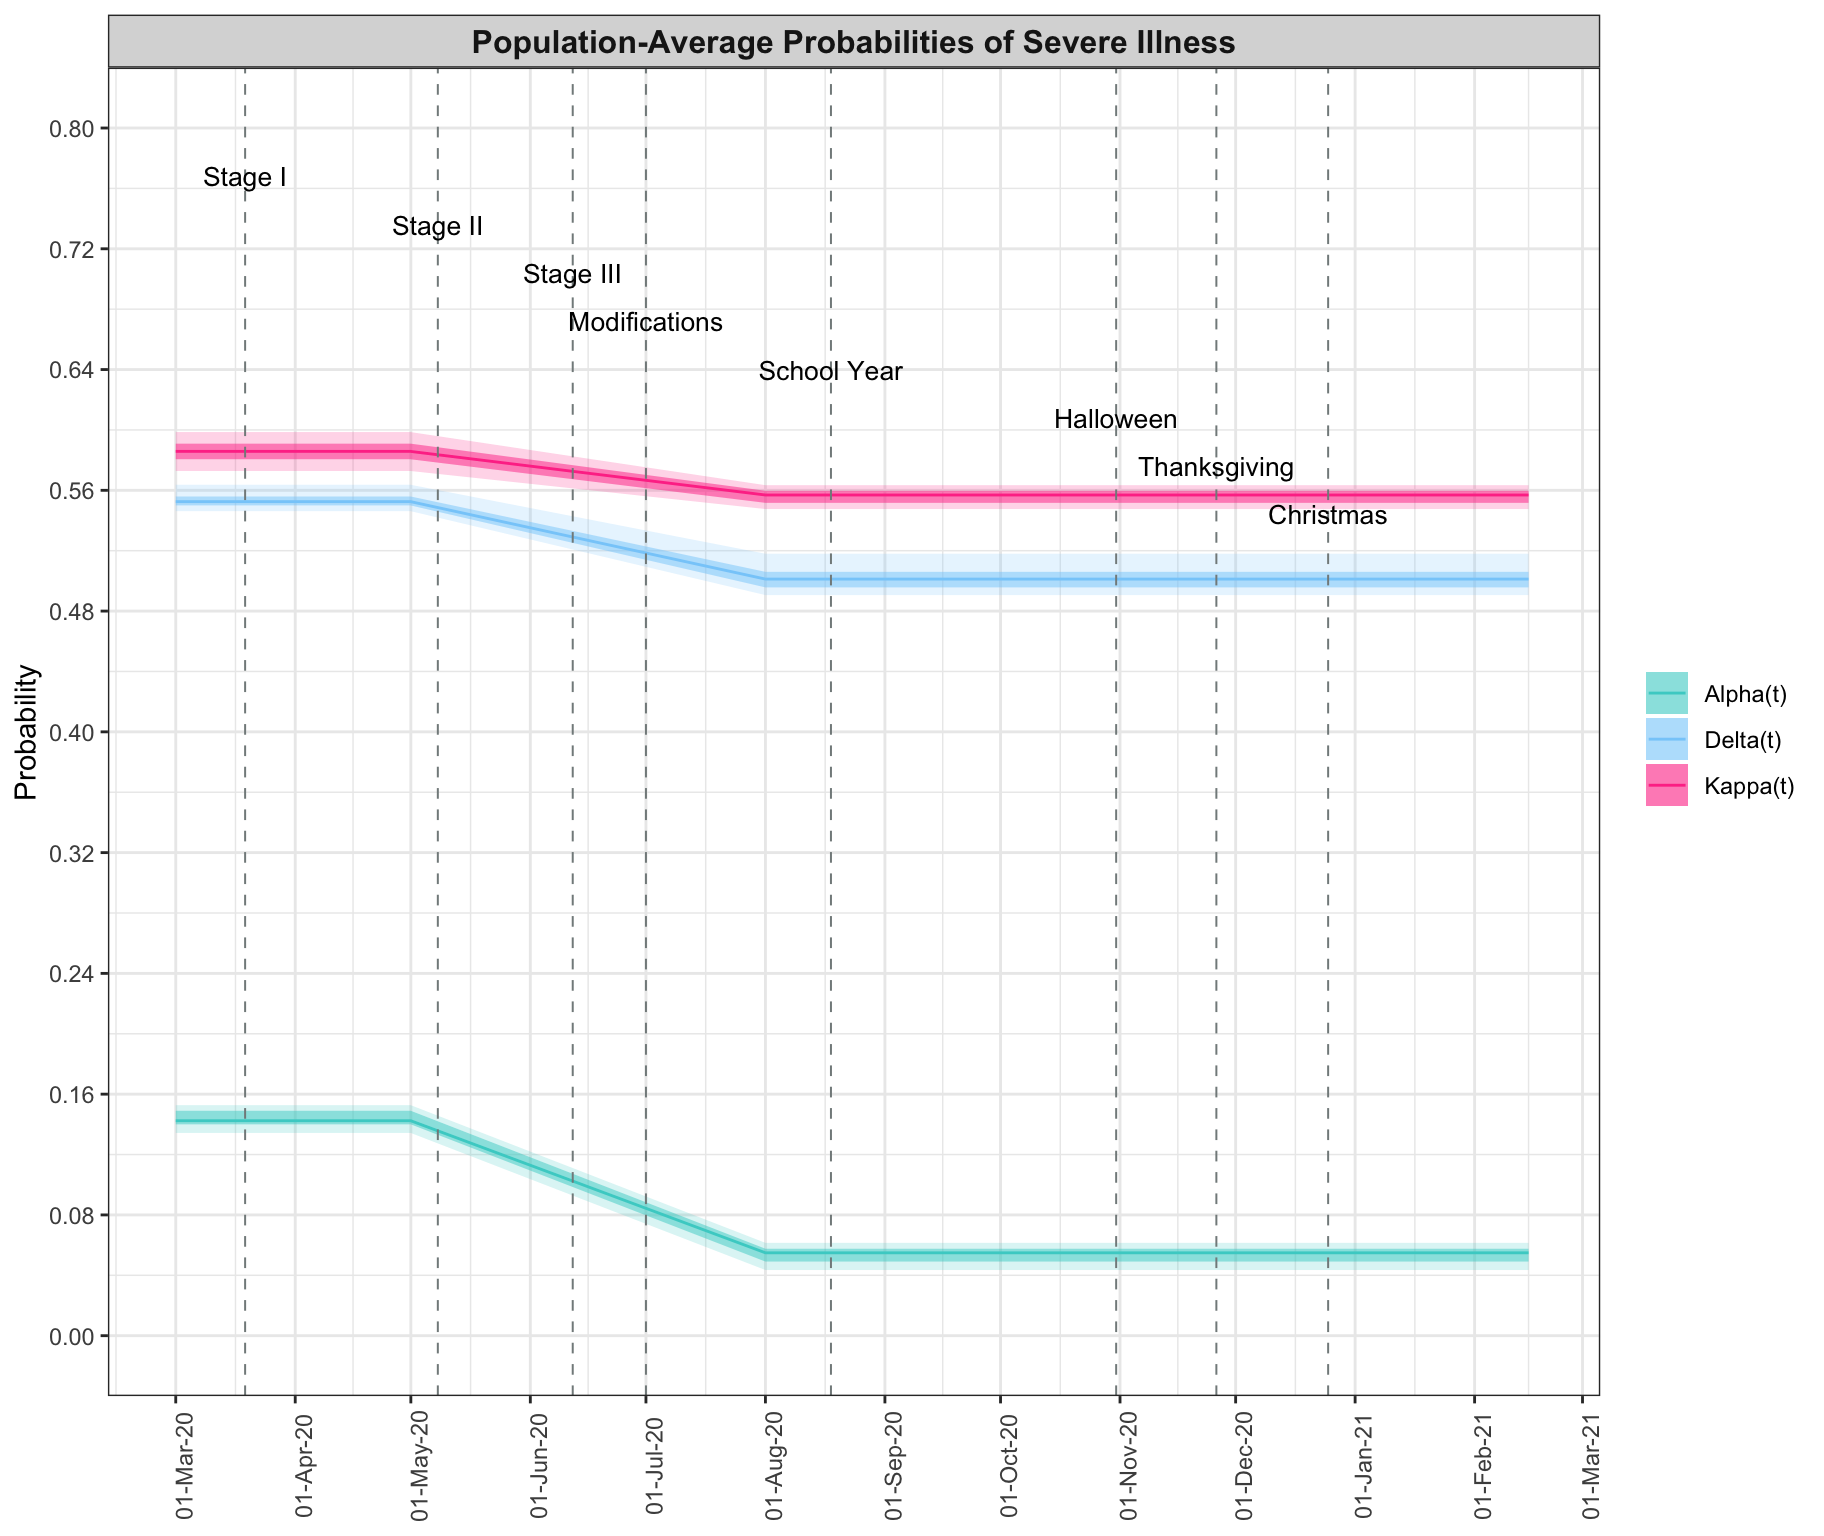 Population-Average Probabilities of Severe Illness
0.80
0.72
0.64
0.56
0.48
0.40
0.32
0.24
0.16
0.08
0.00
Probability
Stage I
Stage II
Stage III
Modifications
School Year
Halloween
Thanksgiving
Christmas
Alpha(t)
Delta(t)
Kappa(t)
01-Mar-20
01-Apr-20
01-May-20
01-Jun-20
01-Jul-20
01-Aug-20
01-Sep-20
01-Oct-20
01-Nov-20
01-Dec-20
01-Jan-21
01-Feb-21
01-Mar-21